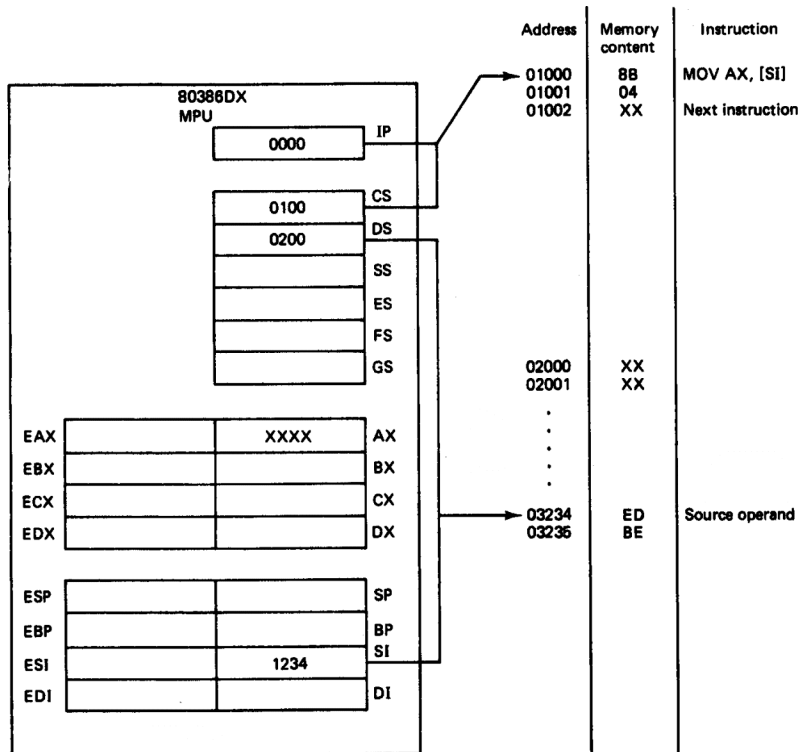 Address Memory content Instruction
01000 8B MOV AX, [SI]
01001 04
01002 XX Next instruction
80386DX
MPU
0000 IP
0100 CS
0200 DS
SS
ES
FS
GS
02000 XX
02001 XX
EAX XXXX AX
EBX BX
ECX CX
EDX DX
03234 ED Source operand
03235 BE
ESP SP
EBP BP
ESI 1234 SI
EDI DI